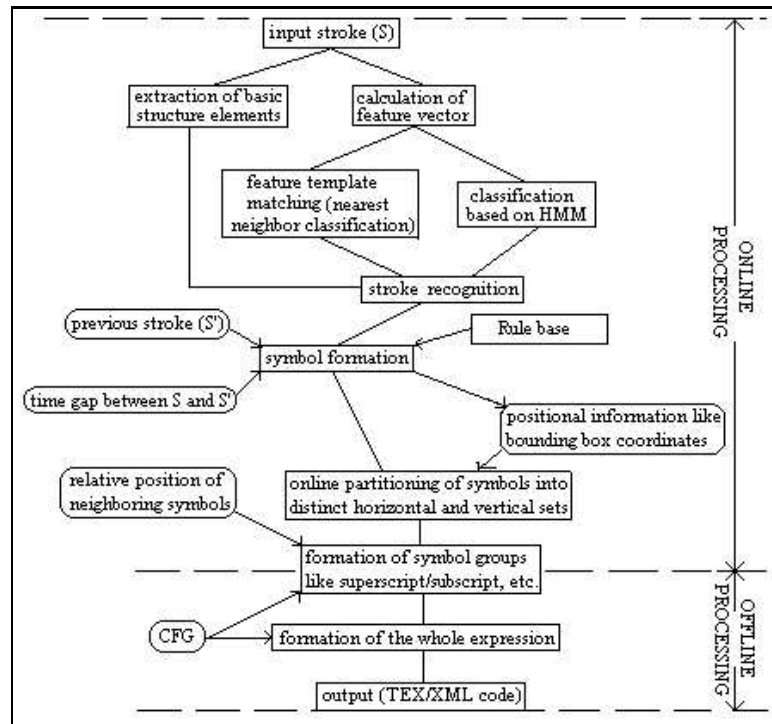 input stroke (S)
extraction of basic
structure elements
calculation of
feature vector
feature template
matching (nearest
neighbor classification)
classification
based on HMM
stroke recognition
previous stroke (S')
Rule base
symbol formation
time gap between S and S'
positional information like
bounding box coordinates
relative position of
neighboring symbols
online partitioning of symbols into
distinct horizontal and vertical sets
formation of symbol groups
like superscript/subscript, etc.
CFG
formation of the whole expression
output (TEX/XML code)
ONLINE
PROCESSING
OFFLINE
PROCESSING